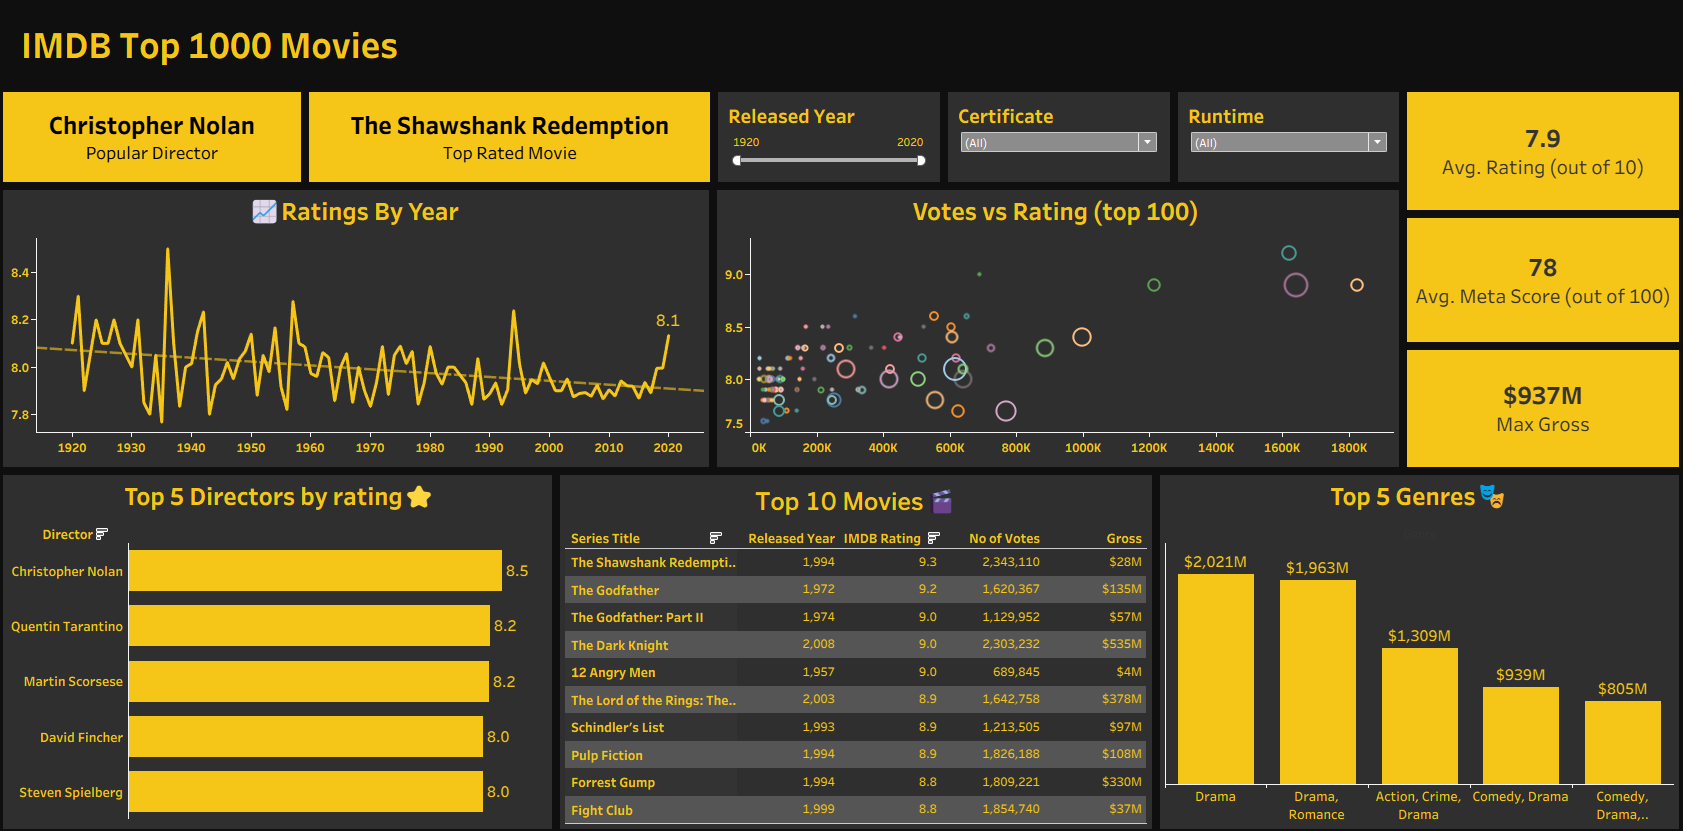 IMDB Top 1000 Movies
Christopher Nolan
Popular Director
The Shawshank Redemption
Top Rated Movie
Released Year
1920 2020
Certificate
(All)
Runtime
(All)
7.9
Avg. Rating (out of 10)
78
Avg. Meta Score (out of 100)
$937M
Max Gross
Ratings By Year
8.4
8.2
8.0
7.8
8.1
1920 1930 1940 1950 1960 1970 1980 1990 2000 2010 2020
Votes vs Rating (top 100)
9.0
8.5
8.0
7.5
0K 200K 400K 600K 800K 1000K 1200K 1400K 1600K 1800K
Top 5 Directors by rating
Director
Christopher Nolan 8.5
Quentin Tarantino 8.2
Martin Scorsese 8.2
David Fincher 8.0
Steven Spielberg 8.0
Top 10 Movies
Series Title Released Year IMDB Rating No of Votes Gross
The Shawshank Redempti.. 1,994 9.3 2,343,110 $28M
The Godfather 1,972 9.2 1,620,367 $135M
The Godfather: Part II 1,974 9.0 1,129,952 $57M
The Dark Knight 2,008 9.0 2,303,232 $535M
12 Angry Men 1,957 9.0 689,845 $4M
The Lord of the Rings: The.. 2,003 8.9 1,642,758 $378M
Schindler's List 1,993 8.9 1,213,505 $97M
Pulp Fiction 1,994 8.9 1,826,188 $108M
Forrest Gump 1,994 8.8 1,809,221 $330M
Fight Club 1,999 8.8 1,854,740 $37M
Top 5 Genres
$2,021M
$1,963M
$1,309M
$939M
$805M
Drama
Drama,
Romance
Action, Crime,
Drama
Comedy, Drama
Comedy,
Drama,..